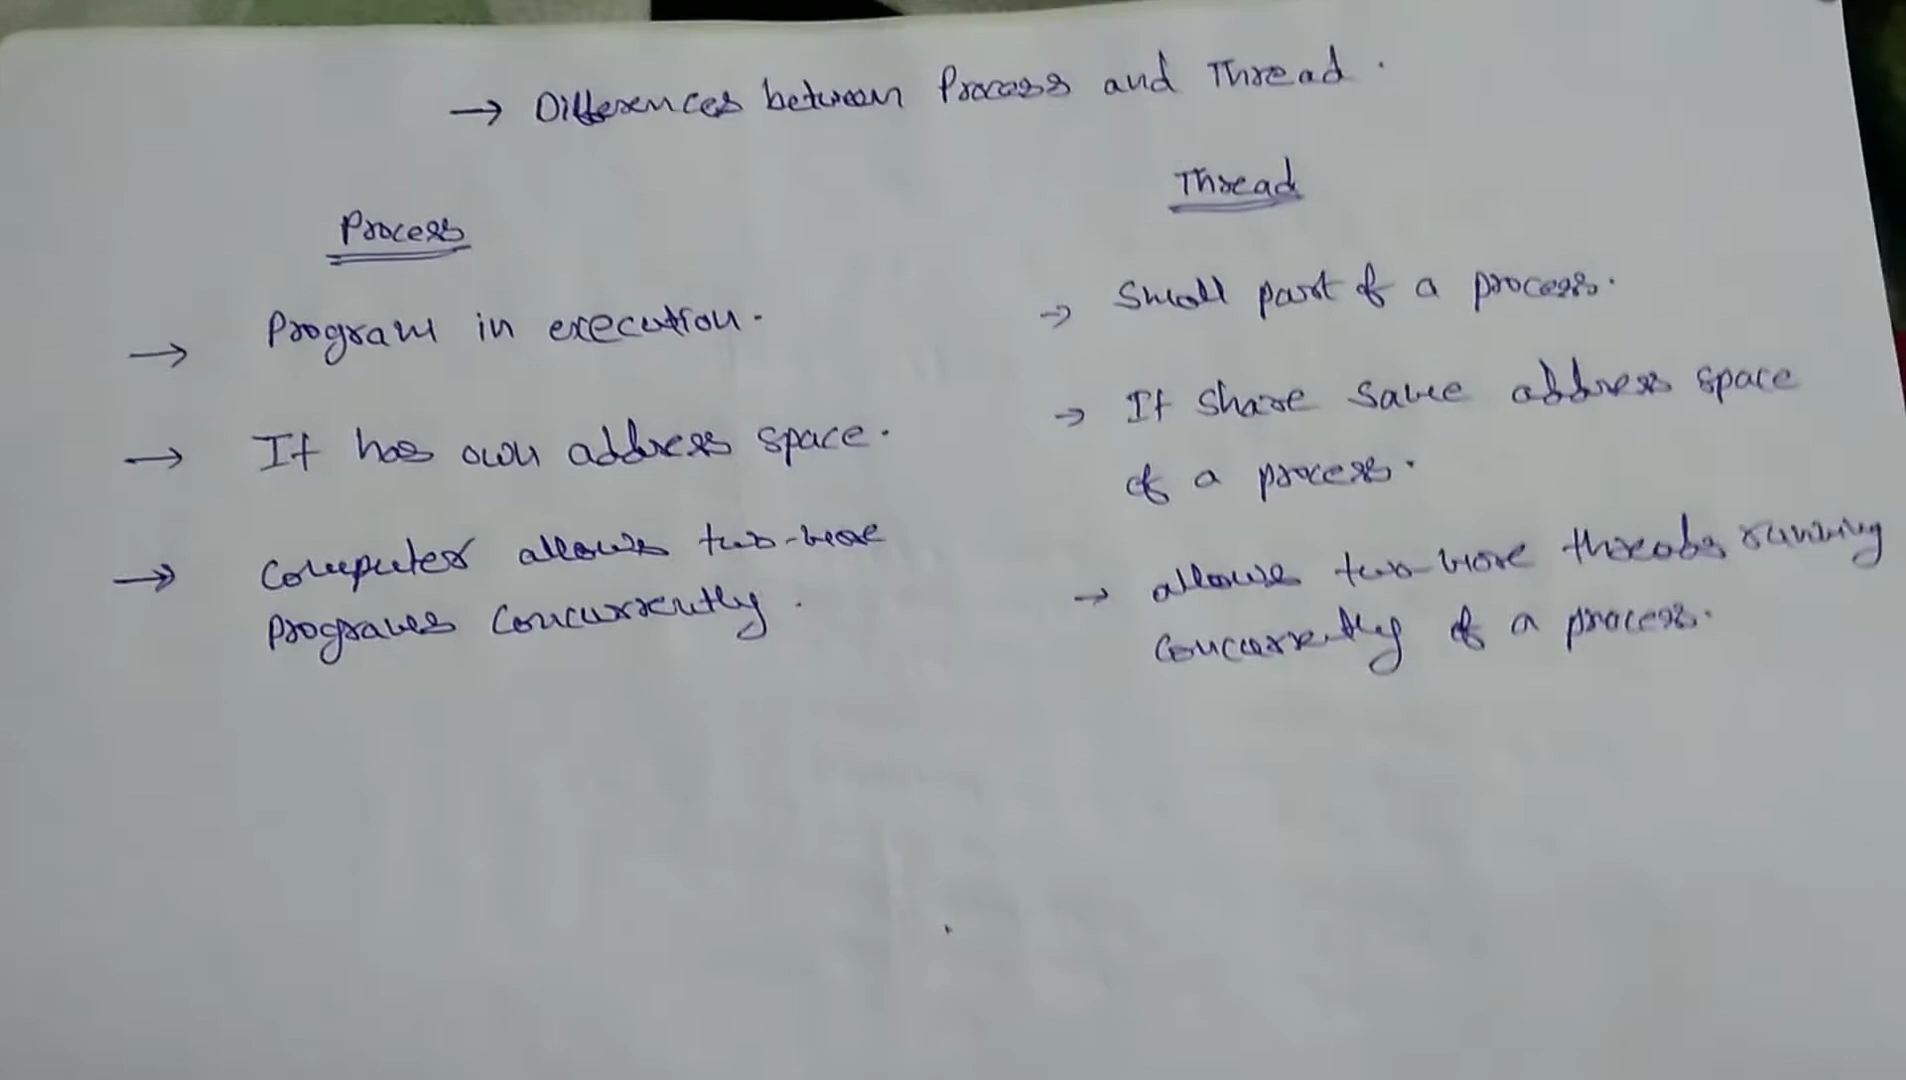 → Differences between Process and Thread.
Process
→ Program in execution.
→ It has own address space.
→ Computer allows two-more
programs concurrently.
Thread
→ Small part of a process.
→ It share same address space
of a process.
→ allows two-more threads running
concurrently of a process.